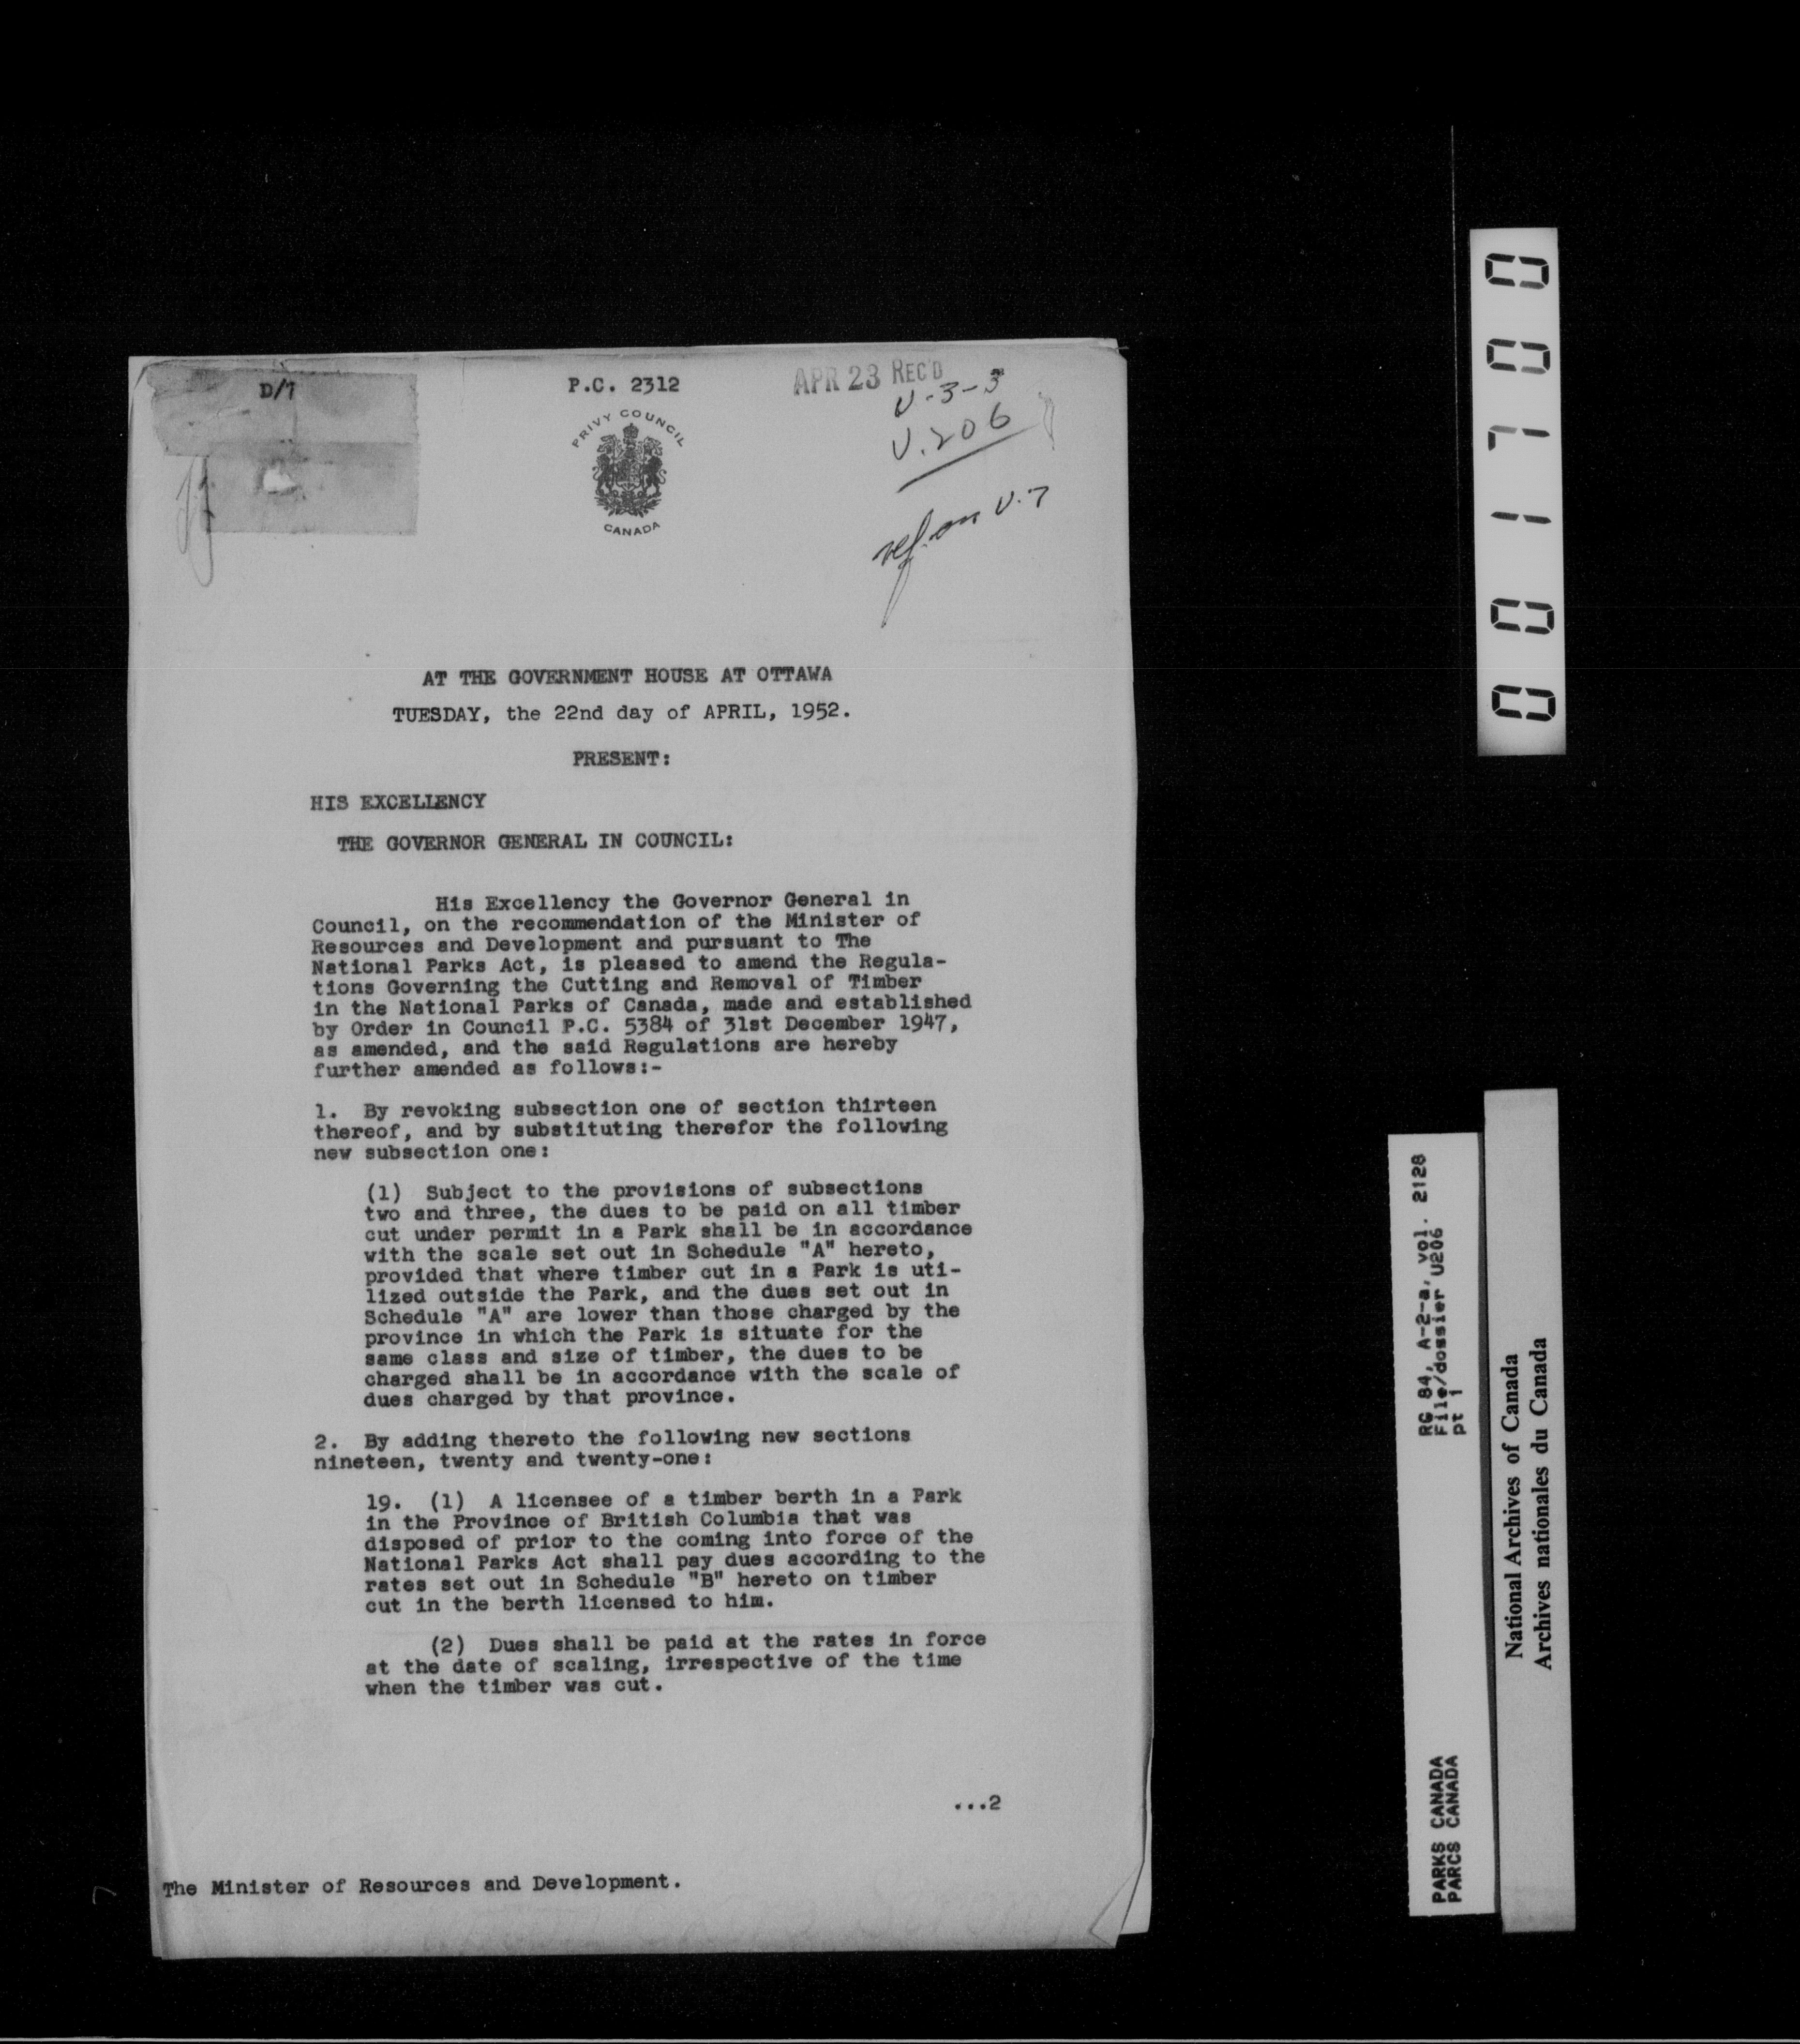 D/7
P.C. 2312
APR 23 REC'D
U-3-3
U.206
ref. on U.7
PRIVY COUNCIL
CANADA
AT THE GOVERNMENT HOUSE AT OTTAWA
TUESDAY, the 22nd day of APRIL, 1952.
PRESENT:
HIS EXCELLENCY
THE GOVERNOR GENERAL IN COUNCIL:
His Excellency the Governor General in
Council, on the recommendation of the Minister of
Resources and Development and pursuant to The
National Parks Act, is pleased to amend the Regula-
tions Governing the Cutting and Removal of Timber
in the National Parks of Canada, made and established
by Order in Council P.C. 5384 of 31st December 1947,
as amended, and the said Regulations are hereby
further amended as follows:-
1. By revoking subsection one of section thirteen
thereof, and by substituting therefor the following
new subsection one:
(1) Subject to the provisions of subsections
two and three, the dues to be paid on all timber
cut under permit in a Park shall be in accordance
with the scale set out in Schedule "A" hereto,
provided that where timber cut in a Park is uti-
lized outside the Park, and the dues set out in
Schedule "A" are lower than those charged by the
province in which the Park is situate for the
same class and size of timber, the dues to be
charged shall be in accordance with the scale of
dues charged by that province.
2. By adding thereto the following new sections
nineteen, twenty and twenty-one:
19. (1) A licensee of a timber berth in a Park
in the Province of British Columbia that was
disposed of prior to the coming into force of the
National Parks Act shall pay dues according to the
rates set out in Schedule "B" hereto on timber
cut in the berth licensed to him.
(2) Dues shall be paid at the rates in force
at the date of scaling, irrespective of the time
when the timber was cut.
...2
The Minister of Resources and Development.
001700
PARKS CANADA
PARCS CANADA
RG 84, A-2-a, vol. 2128
File/dossier U206
pt 1
National Archives of Canada
Archives nationales du Canada